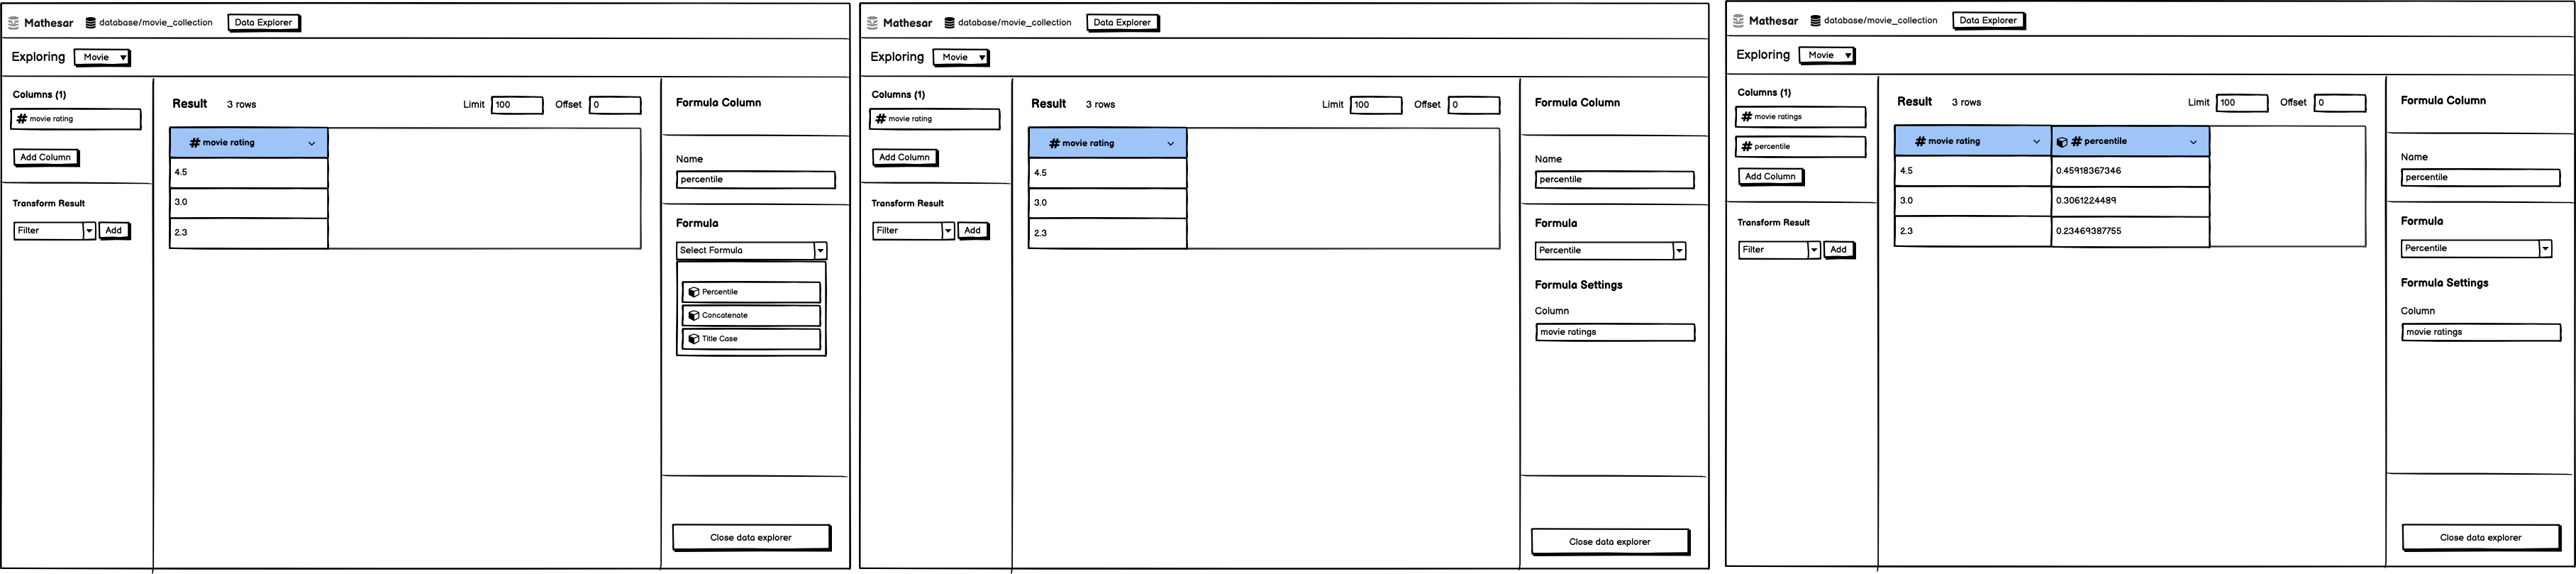 Mathesar database/movie_collection Data Explorer
Exploring Movie
Columns (1)
# movie rating
Add Column
Transform Result
Filter Add
Result 3 rows Limit 100 Offset 0
# movie rating
4.5
3.0
2.3
Formula Column
Name
percentile
Formula
Select Formula
Percentile
Concatenate
Title Case
Close data explorer
Mathesar database/movie_collection Data Explorer
Exploring Movie
Columns (1)
# movie rating
Add Column
Transform Result
Filter Add
Result 3 rows Limit 100 Offset 0
# movie rating
4.5
3.0
2.3
Formula Column
Name
percentile
Formula
Percentile
Formula Settings
Column
movie ratings
Close data explorer
Mathesar database/movie_collection Data Explorer
Exploring Movie
Columns (1)
# movie ratings
# percentile
Add Column
Transform Result
Filter Add
Result 3 rows Limit 100 Offset 0
# movie rating # percentile
4.5 0.45918367346
3.0 0.3061224489
2.3 0.23469387755
Formula Column
Name
percentile
Formula
Percentile
Formula Settings
Column
movie ratings
Close data explorer